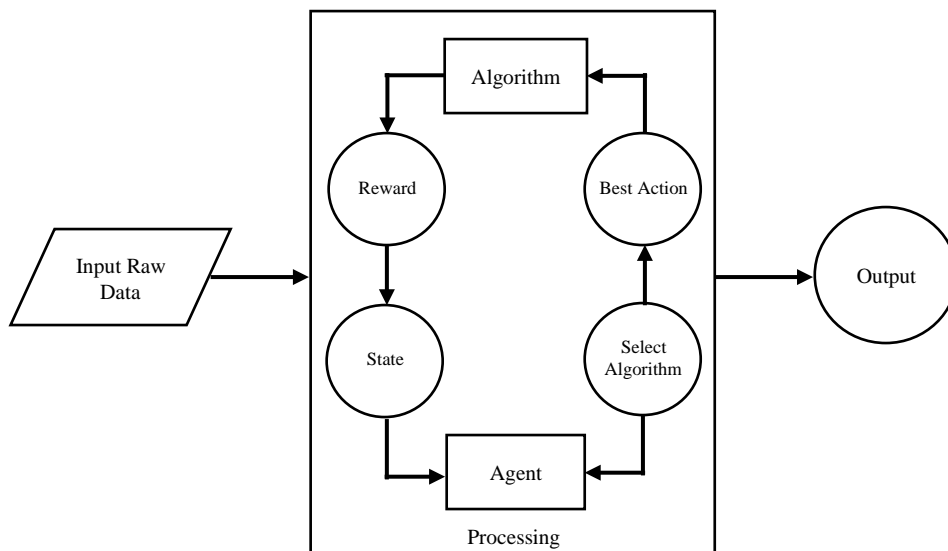 Algorithm
Reward
Best Action
Input Raw
Data
Output
State
Select
Algorithm
Agent
Processing